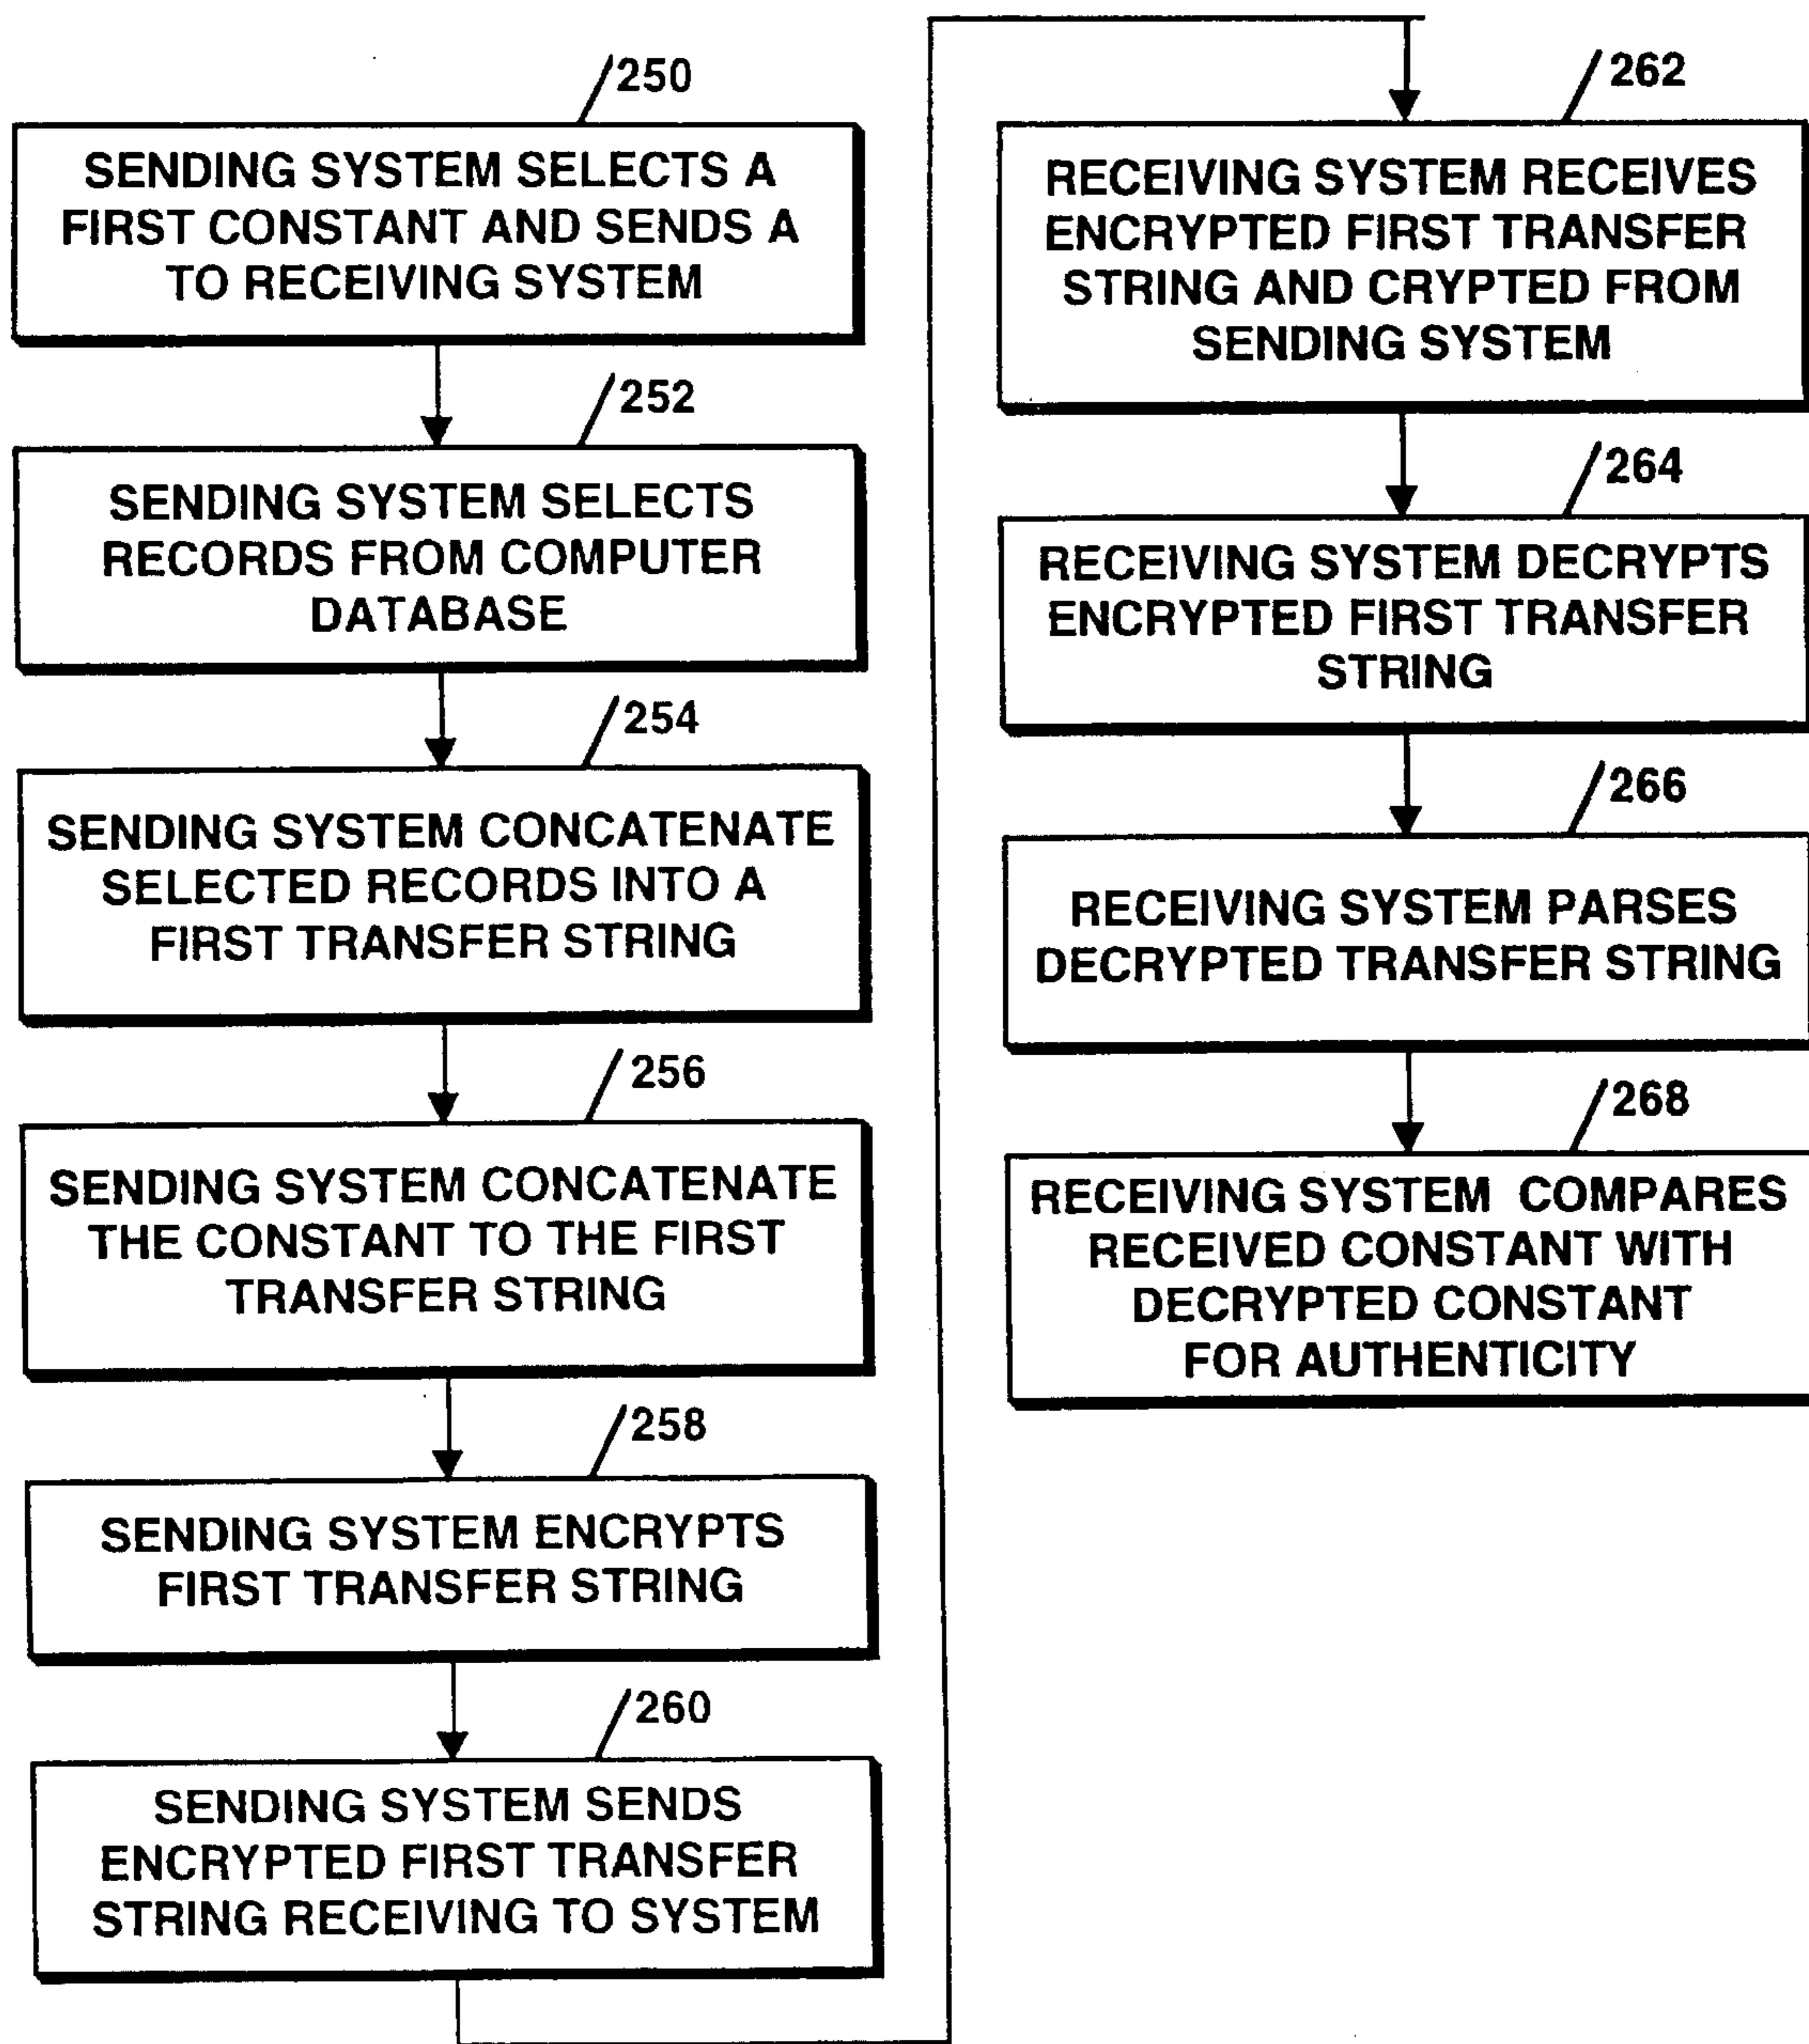 250
SENDING SYSTEM SELECTS A
FIRST CONSTANT AND SENDS A
TO RECEIVING SYSTEM
252
SENDING SYSTEM SELECTS
RECORDS FROM COMPUTER
DATABASE
254
SENDING SYSTEM CONCATENATE
SELECTED RECORDS INTO A
FIRST TRANSFER STRING
256
SENDING SYSTEM CONCATENATE
THE CONSTANT TO THE FIRST
TRANSFER STRING
258
SENDING SYSTEM ENCRYPTS
FIRST TRANSFER STRING
260
SENDING SYSTEM SENDS
ENCRYPTED FIRST TRANSFER
STRING RECEIVING TO SYSTEM
262
RECEIVING SYSTEM RECEIVES
ENCRYPTED FIRST TRANSFER
STRING AND CRYPTED FROM
SENDING SYSTEM
264
RECEIVING SYSTEM DECRYPTS
ENCRYPTED FIRST TRANSFER
STRING
266
RECEIVING SYSTEM PARSES
DECRYPTED TRANSFER STRING
268
RECEIVING SYSTEM COMPARES
RECEIVED CONSTANT WITH
DECRYPTED CONSTANT
FOR AUTHENTICITY